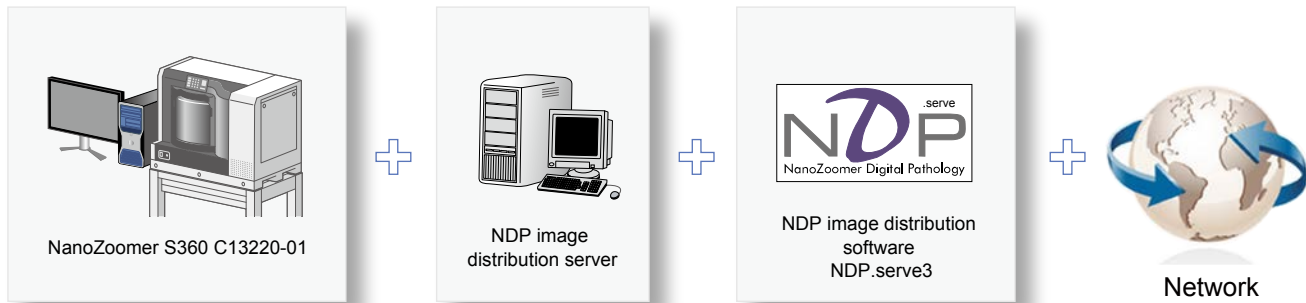 NanoZoomer S360 C13220-01
NDP image
distribution server
.serve
NDP
NanoZoomer Digital Pathology
NDP image distribution
software
NDP.serve3
Network